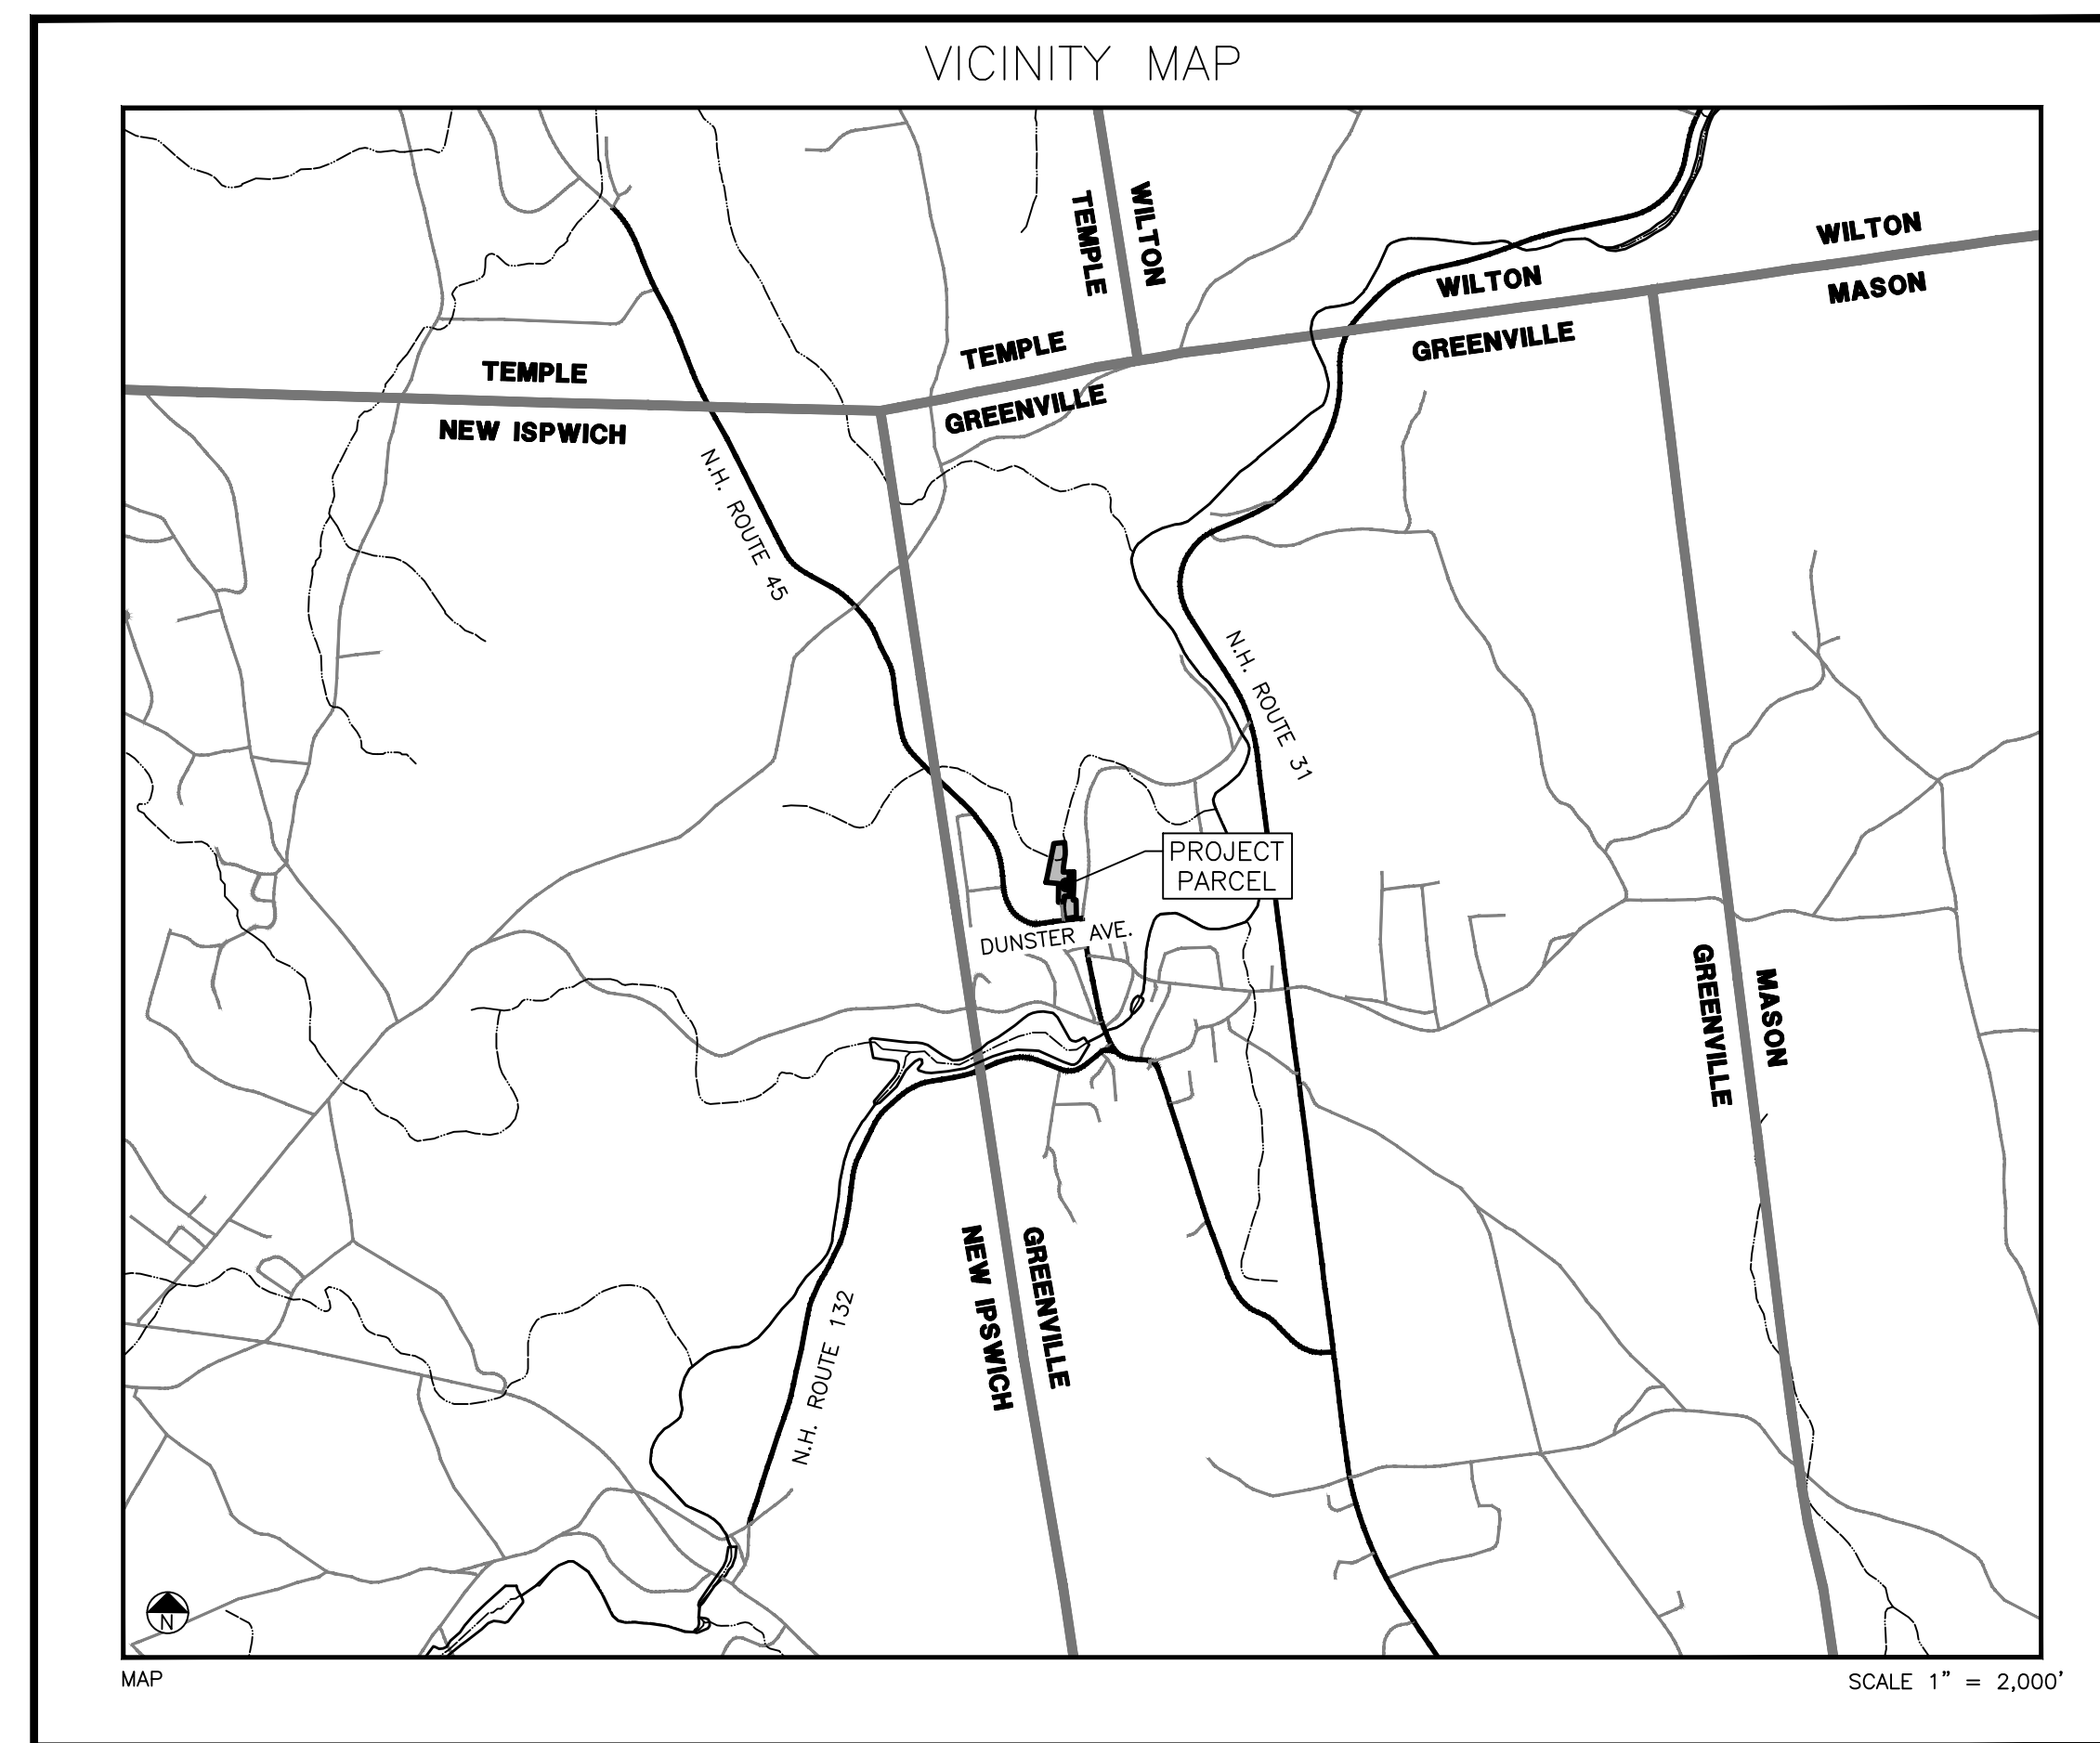 VICINITY MAP
TEMPLE
WILTON
WILTON
MASON
WILTON
GREENVILLE
TEMPLE
GREENVILLE
TEMPLE
NEW ISPWICH
N.H. ROUTE 45
N.H. ROUTE 31
PROJECT
PARCEL
DUNSTER AVE.
GREENVILLE
MASON
NEW IPSWICH
GREENVILLE
N.H. ROUTE 132
N
MAP
SCALE 1" = 2,000'